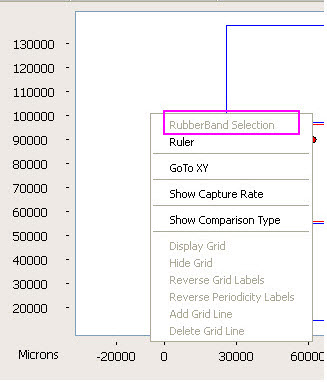 130000
120000
110000
100000
90000
80000
70000
60000
50000
40000
30000
20000
RubberBand Selection
Ruler
GoTo XY
Show Capture Rate
Show Comparison Type
Display Grid
Hide Grid
Reverse Grid Labels
Reverse Periodicity Labels
Add Grid Line
Delete Grid Line
Microns -20000 0 30000 60000